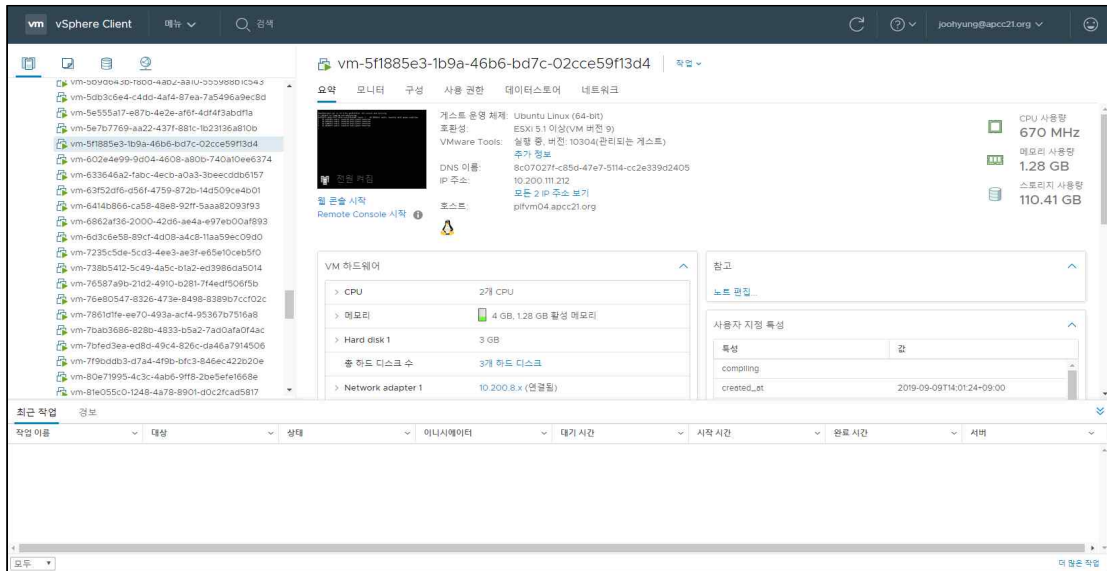 vm vSphere Client 메뉴 검색 joohyung@apcc21.org
vm-5b9d643b-f8bd-4ab2-aa10-555988b1c543
vm-5db3c6e4-c4dd-4af4-87ea-7a5496a9ec8d
vm-5e555a17-e87b-4e2e-af6f-4df4f3abdf1a
vm-5e7b7769-aa22-437f-881c-1b23136a810b
vm-5f1885e3-1b9a-46b6-bd7c-02cce59f13d4
vm-602e4e99-9d04-4608-a80b-740a10ee6374
vm-633646a2-fabc-4ecb-a0a3-3beecddb6157
vm-63f52df6-d56f-4759-872b-14d509ce4b01
vm-6414b866-ca58-48e8-92ff-5aaa82093f93
vm-6862af36-2000-42d6-ae4a-e97eb00af893
vm-6d3c6e58-89cf-4d08-a4c8-11aa59ec09d0
vm-7235c5de-5cd3-4ee3-ae3f-e65e10ceb5f0
vm-738b5412-5c49-4a5c-b1a2-ed3986da5014
vm-76587a9b-21d2-4910-b281-7f4edf506f5b
vm-76e80547-8326-473e-8498-8389b7ccf02c
vm-7861d1fe-ee70-493a-acf4-95367b7516a8
vm-7bab3686-828b-4833-b5a2-7ad0afa0f4ac
vm-7bfed3ea-ed8d-49c4-826c-da46a7914506
vm-7f9bddb3-d7a4-4f9b-bfc3-846ec422b20e
vm-80e71995-4c3c-4ab6-9ff8-2be5efe1668e
vm-81e055c0-1248-4a78-8901-d0c2fcad5817
vm-5f1885e3-1b9a-46b6-bd7c-02cce59f13d4 작업
요약 모니터 구성 사용 권한 데이터스토어 네트워크
전원 켜짐
웹 콘솔 시작
Remote Console 시작
게스트 운영 체제: Ubuntu Linux (64-bit)
호환성: ESXi 5.1 이상(VM 버전 9)
VMware Tools: 실행 중, 버전: 10304(관리되는 게스트)
추가 정보
DNS 이름: 8c07027f-c85d-47e7-5114-cc2e339d2405
IP 주소: 10.200.111.212
모든 2 IP 주소 보기
호스트: plfvm04.apcc21.org
CPU 사용량
670 MHz
메모리 사용량
1.28 GB
스토리지 사용량
110.41 GB
VM 하드웨어
CPU 2개 CPU
메모리 4 GB, 1.28 GB 활성 메모리
Hard disk 1 3 GB
총 하드 디스크 수 3개 하드 디스크
Network adapter 1 10.200.8.x (연결됨)
참고
노트 편집...
사용자 지정 특성
특성 값
compiling
created_at 2019-09-09T14:01:24+09:00
최근 작업 경보
작업 이름 대상 상태 이니시에이터 대기 시간 시작 시간 완료 시간 서버
모두 더 많은 작업